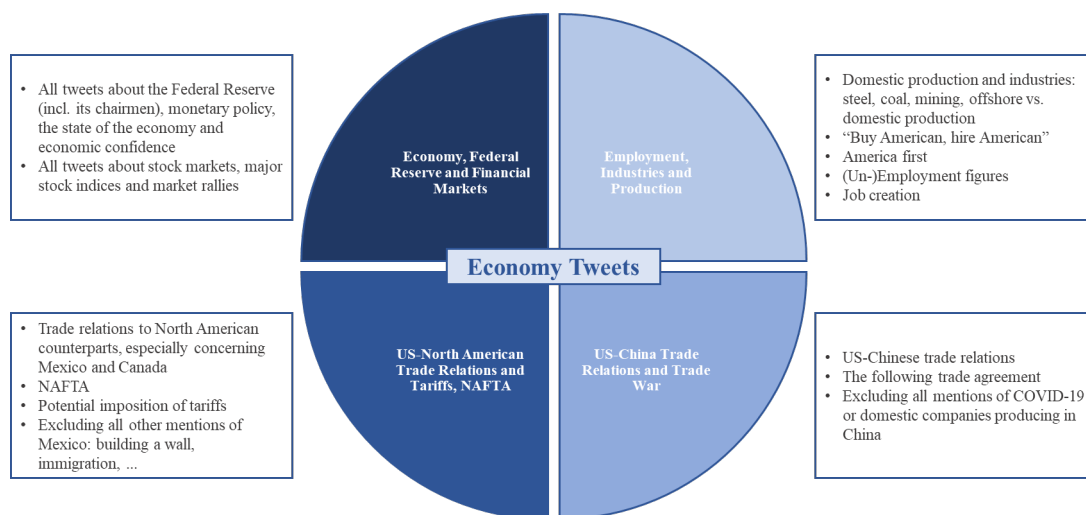 • All tweets about the Federal Reserve
(incl. its chairmen), monetary policy,
the state of the economy and
economic confidence
• All tweets about stock markets, major
stock indices and market rallies
Economy, Federal
Reserve and Financial
Markets
Employment,
Industries and
Production
• Domestic production and industries:
steel, coal, mining, offshore vs.
domestic production
• “Buy American, hire American”
• America first
• (Un-)Employment figures
• Job creation
Economy Tweets
• Trade relations to North American
counterparts, especially concerning
Mexico and Canada
• NAFTA
• Potential imposition of tariffs
• Excluding all other mentions of
Mexico: building a wall,
immigration, ...
US-North American
Trade Relations and
Tariffs, NAFTA
US-China Trade
Relations and Trade
War
• US-Chinese trade relations
• The following trade agreement
• Excluding all mentions of COVID-19
or domestic companies producing in
China